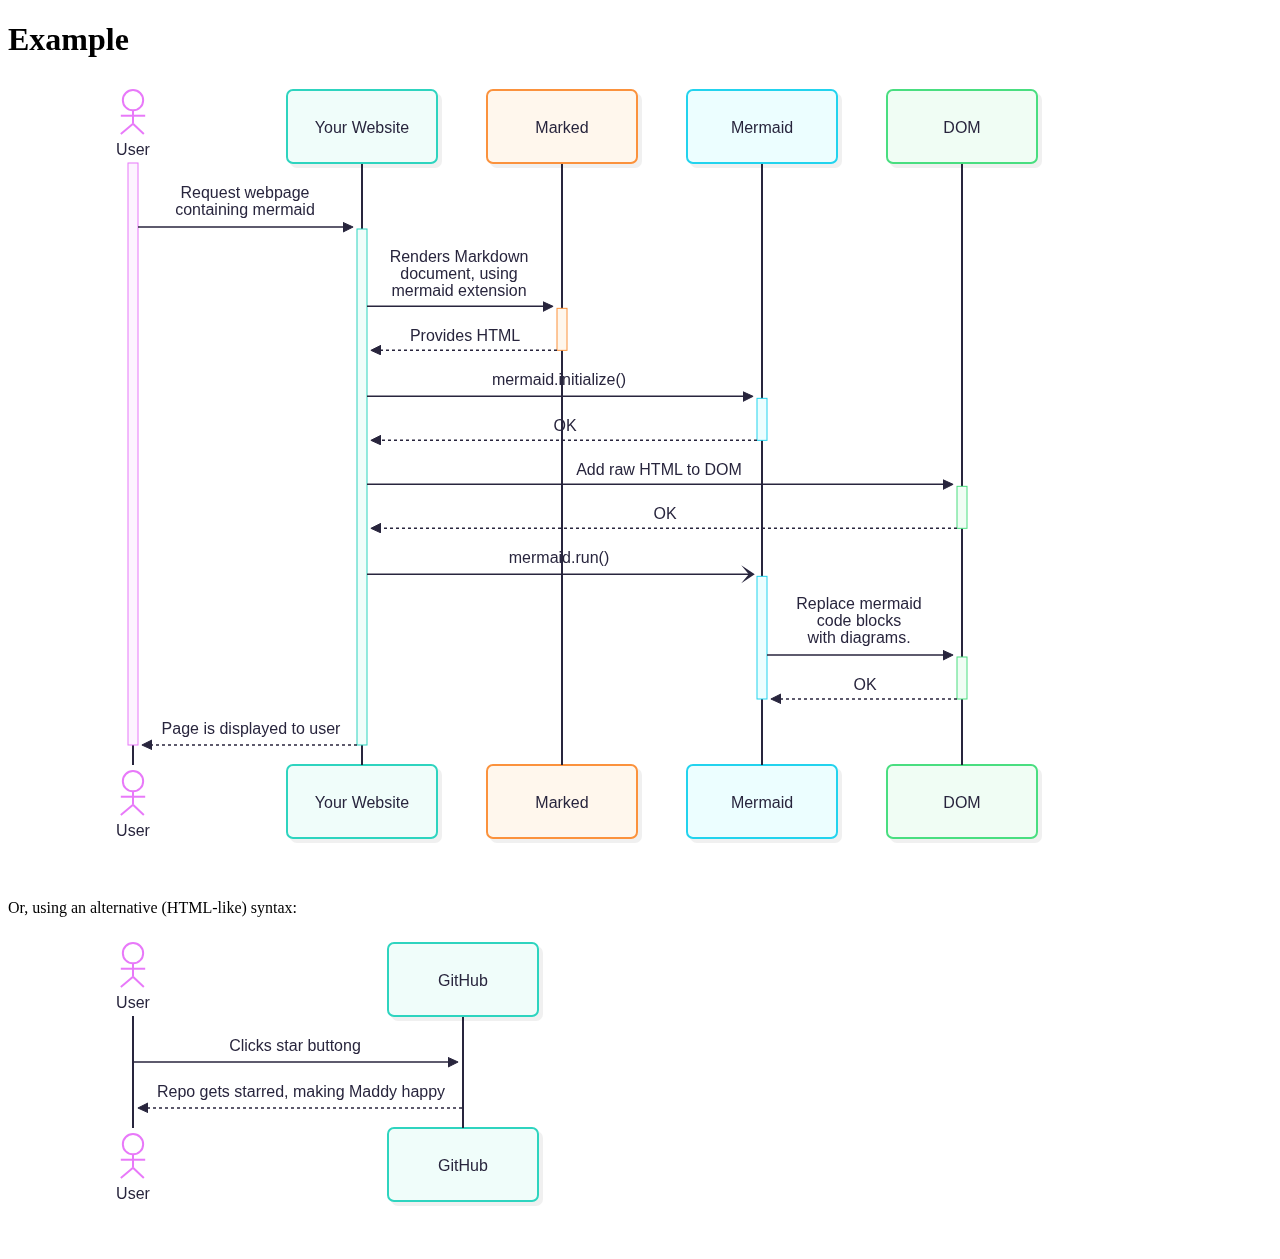 Example
User
Your Website
Marked
Mermaid
DOM
Request webpage
containing mermaid
Renders Markdown
document, using
mermaid extension
Provides HTML
mermaid.initialize()
OK
Add raw HTML to DOM
OK
mermaid.run()
Replace mermaid
code blocks
with diagrams.
OK
Page is displayed to user
User
Your Website
Marked
Mermaid
DOM
Or, using an alternative (HTML-like) syntax:
User
GitHub
Clicks star buttong
Repo gets starred, making Maddy happy
User
GitHub